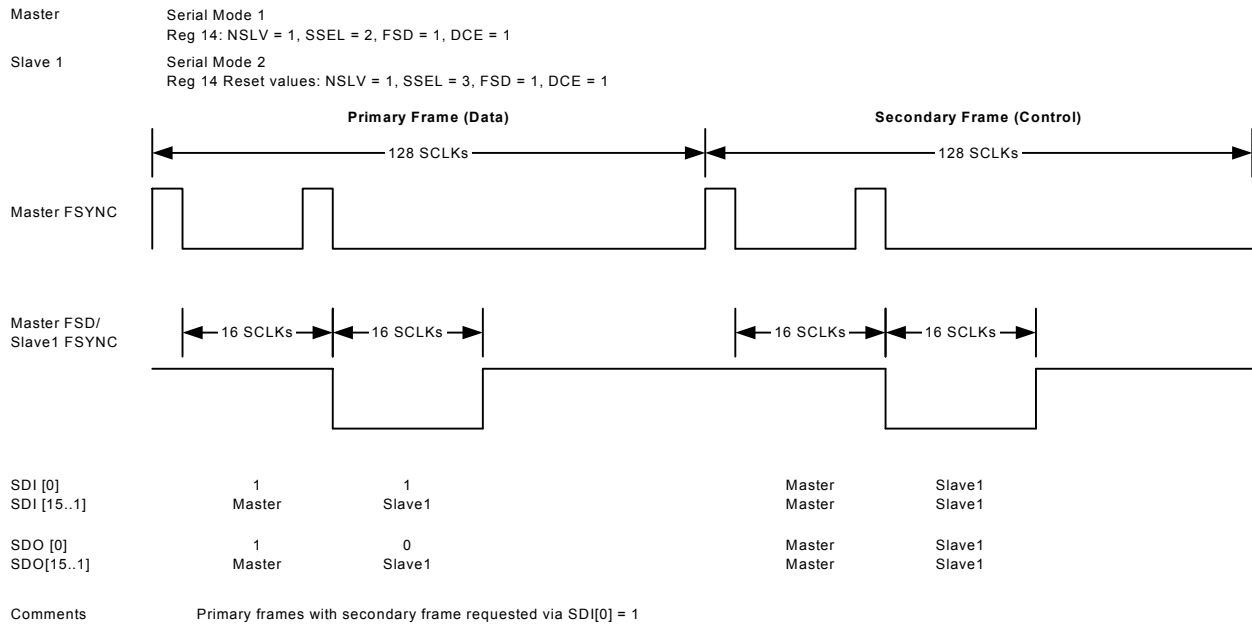 Master Serial Mode 1
Reg 14: NSLV = 1, SSEL = 2, FSD = 1, DCE = 1
Slave 1 Serial Mode 2
Reg 14 Reset values: NSLV = 1, SSEL = 3, FSD = 1, DCE = 1
Primary Frame (Data) Secondary Frame (Control)
128 SCLKs 128 SCLKs
Master FSYNC
Master FSD/
Slave1 FSYNC
16 SCLKs 16 SCLKs 16 SCLKs 16 SCLKs
SDI [0] 1 1 Master Slave1
SDI [15..1] Master Slave1 Master Slave1
SDO [0] 1 0 Master Slave1
SDO[15..1] Master Slave1 Master Slave1
Comments Primary frames with secondary frame requested via SDI[0] = 1